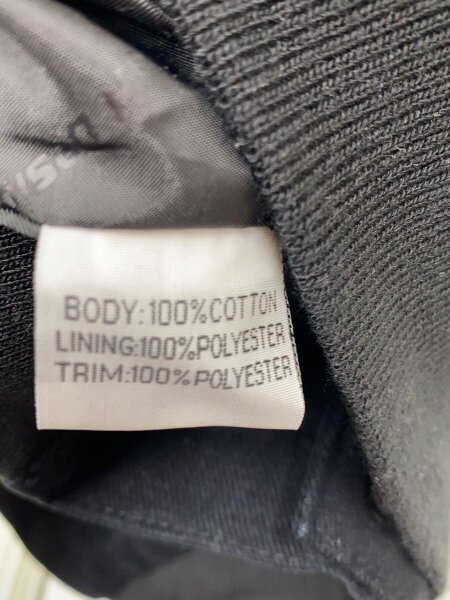 BODY:100%COTTON
LINING:100%POLYESTER
TRIM:100%POLYESTER